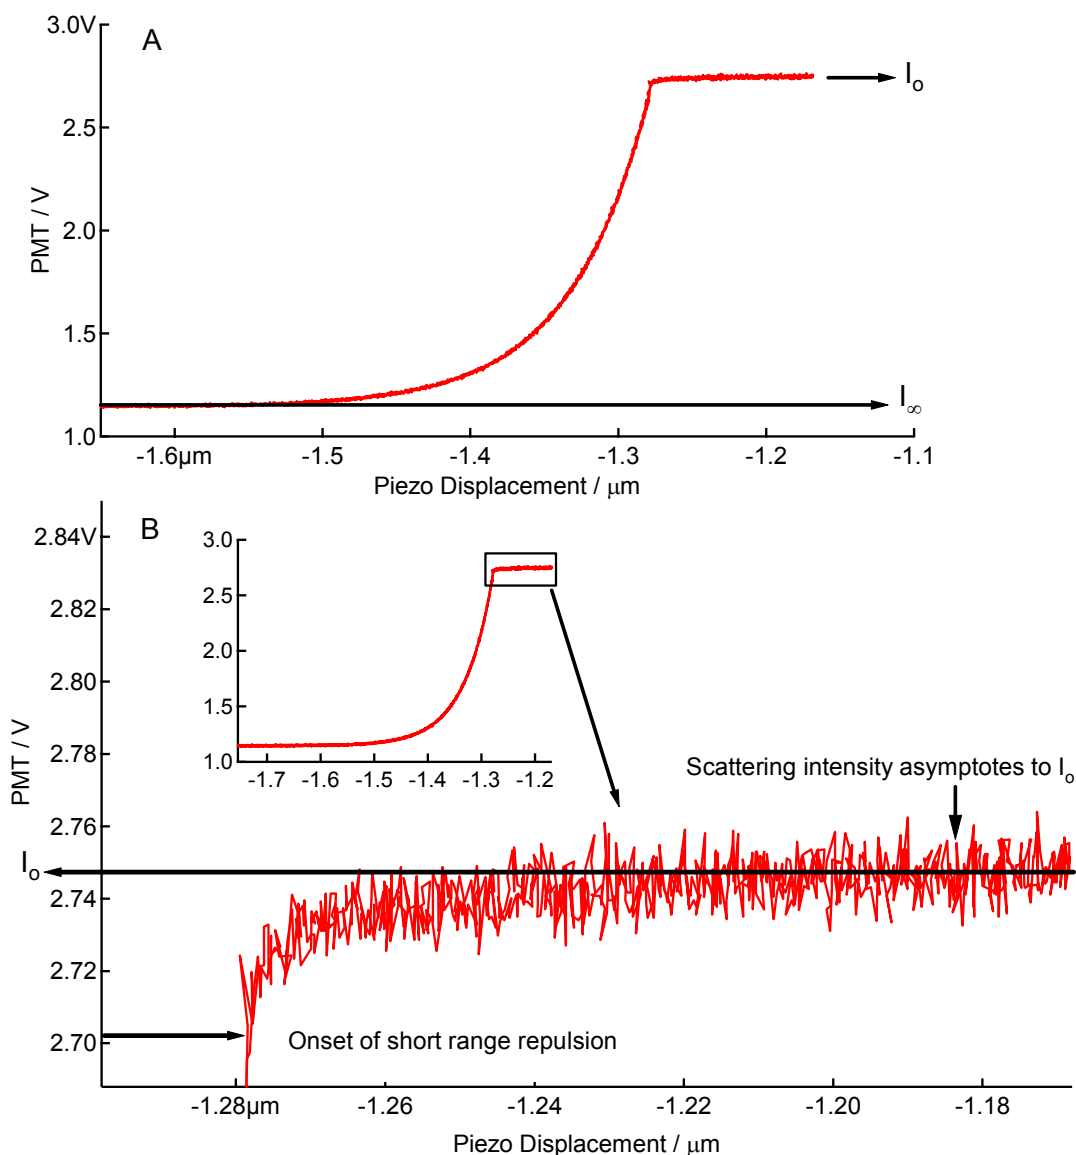 3.0V
A
I₀
2.5
PMT / V
2.0
1.5
I∞
1.0
-1.6µm -1.5 -1.4 -1.3 -1.2 -1.1
Piezo Displacement / µm
B
2.84V
3.0
2.82
2.5
2.80
2.0
PMT / V
1.5
2.78
1.0
-1.7 -1.6 -1.5 -1.4 -1.3 -1.2
Scattering intensity asymptotes to I₀
2.76
I₀
2.74
2.72
2.70
Onset of short range repulsion
-1.28µm -1.26 -1.24 -1.22 -1.20 -1.18
Piezo Displacement / µm